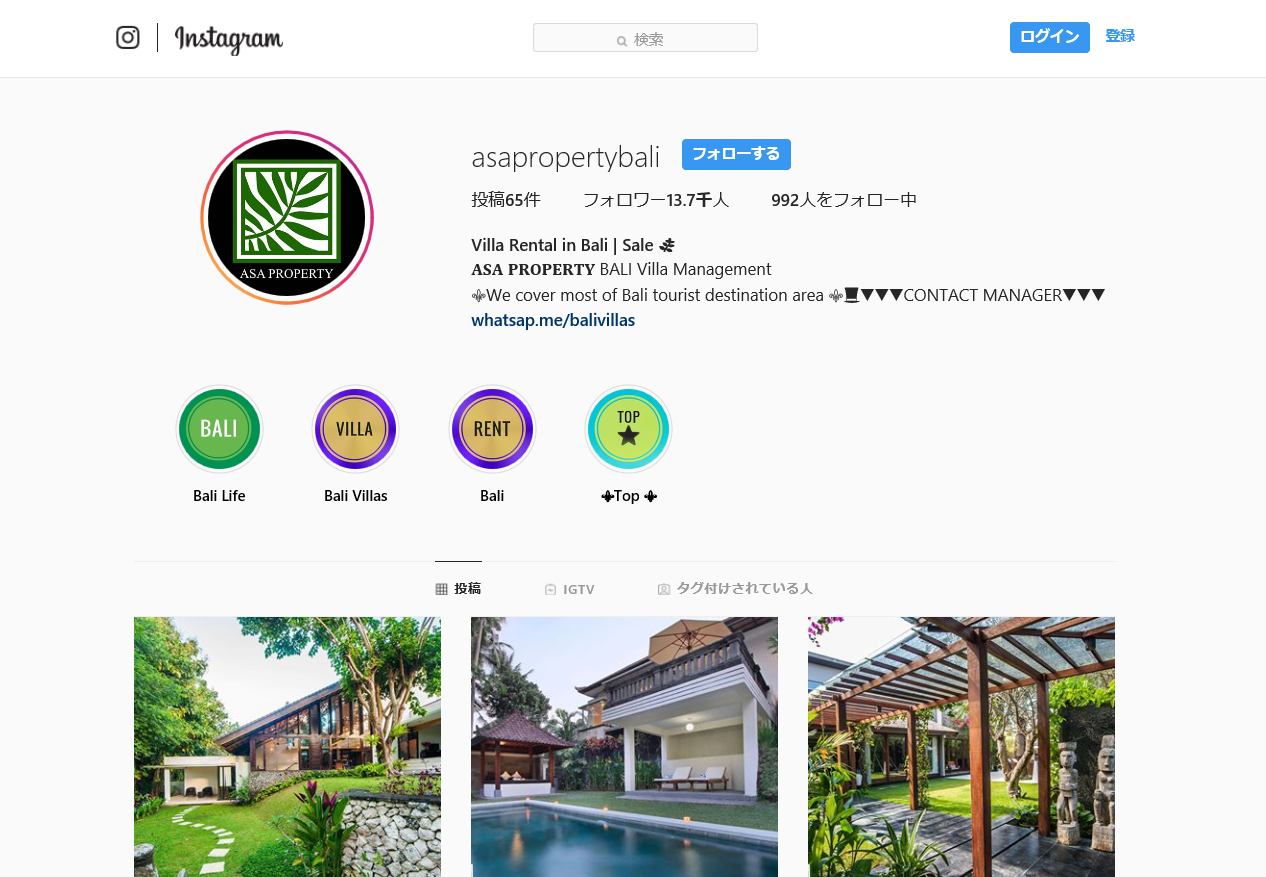 Instagram
検索
ログイン
登録
asapropertybali
フォローする
投稿65件 フォロワー13.7千人 992人をフォロー中
Villa Rental in Bali | Sale
ASA PROPERTY BALI Villa Management
⚜We cover most of Bali tourist destination area ⚜▼▼▼CONTACT MANAGER▼▼▼
whatsap.me/balivillas
ASA PROPERTY
BALI
VILLA
RENT
TOP
Bali Life
Bali Villas
Bali
⚜Top ⚜
投稿
IGTV
タグ付けされている人